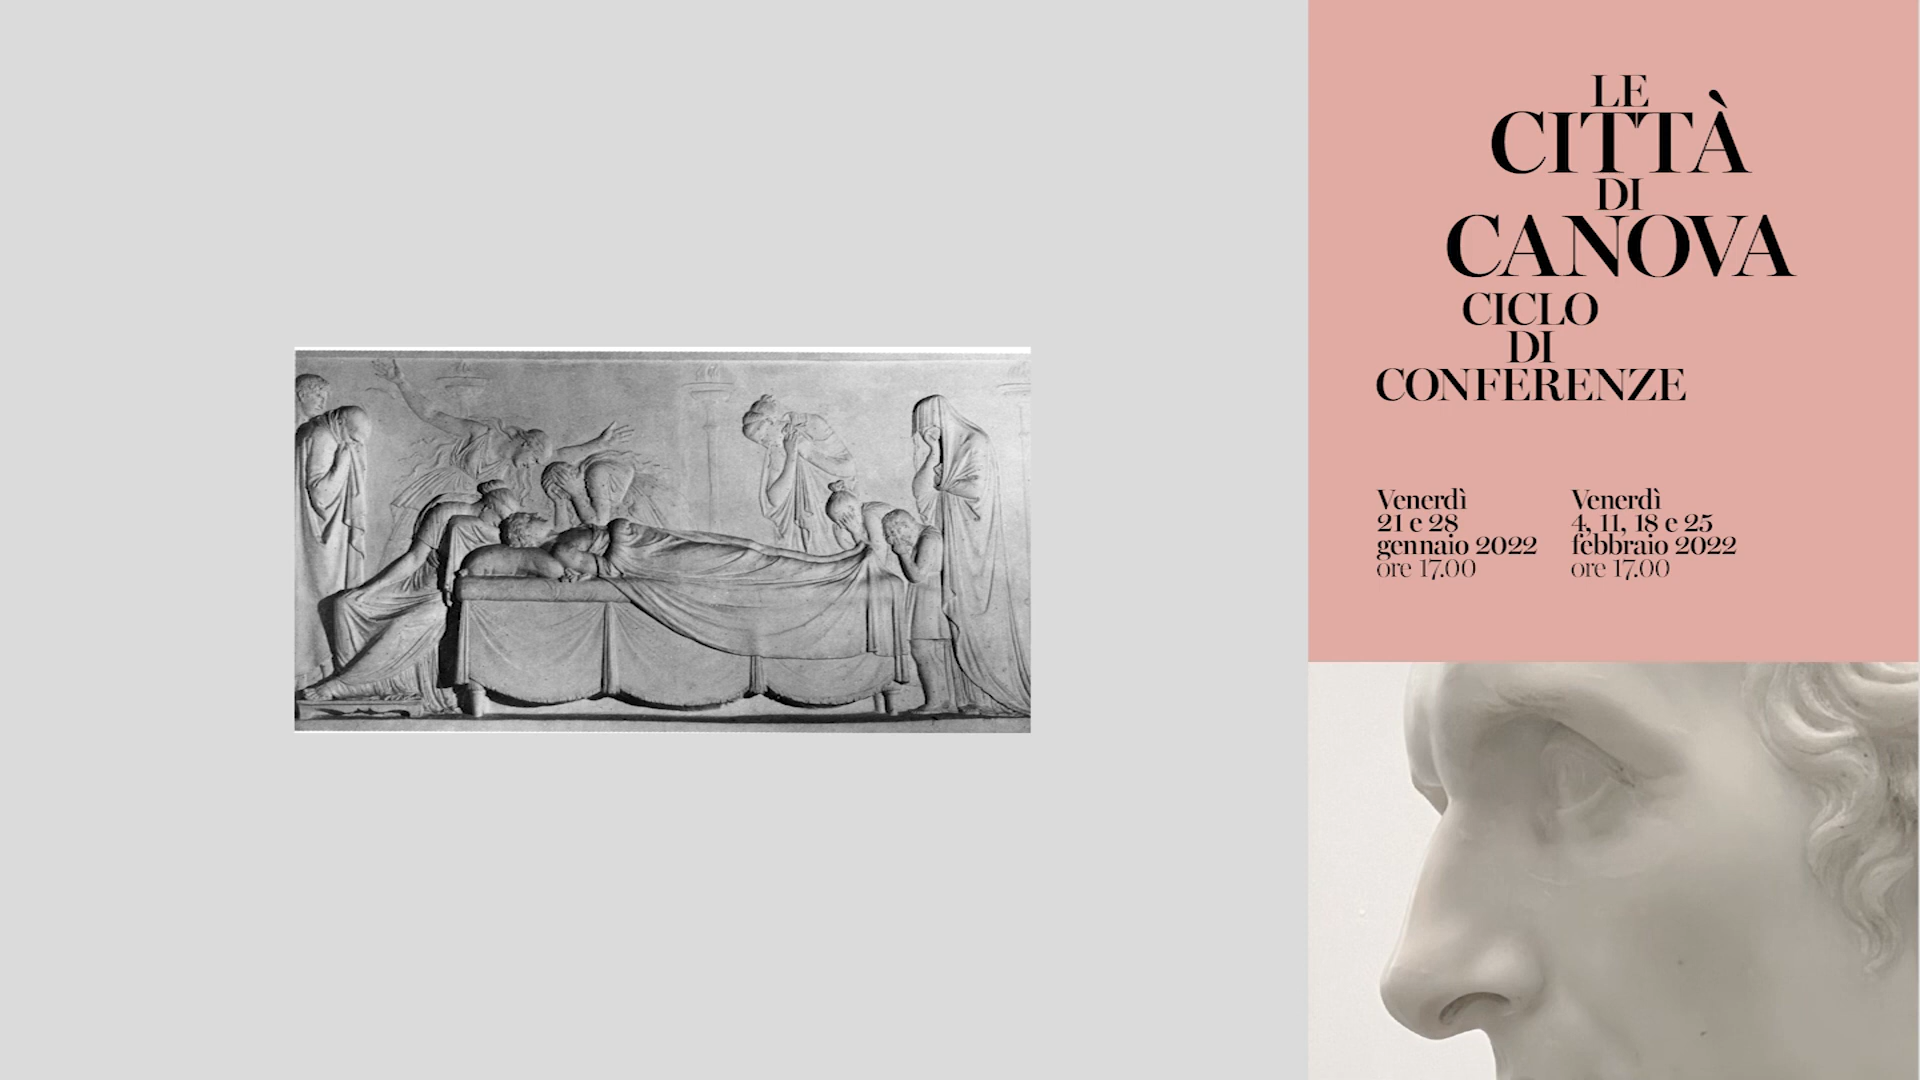 LE
CITTÀ
DI
CANOVA
CICLO
DI
CONFERENZE
Venerdì
21 e 28
gennaio 2022
ore 17.00
Venerdì
4, 11, 18 e 25
febbraio 2022
ore 17.00